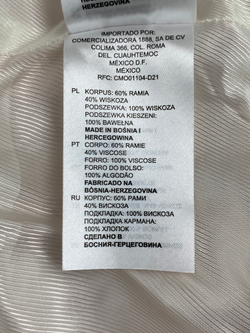 HERZEGOVINA
IMPORTADO POR:
COMERCIALIZADORA 1888, SA DE CV
COLIMA 366, COL. ROMA
DEL. CUAUHTEMOC
MÉXICO D.F.
MÉXICO
RFC: CMO01104-D21
PL KORPUS: 60% RAMIA
40% WISKOZA
PODSZEWKA: 100% WISKOZA
PODSZEWKA KIESZENI:
100% BAWEŁNA
MADE IN BOŚNIA I
HERCEGOWINA
PT CORPO: 60% RAMIE
40% VISCOSE
FORRO: 100% VISCOSE
FORRO DO BOLSO:
100% ALGODÃO
FABRICADO NA
BÓSNIA-HERZEGOVINA
RU КОРПУС: 60% РАМИ
40% ВИСКОЗА
ПОДКЛАДКА: 100% ВИСКОЗА
ПОДКЛАДКА КАРМАНА:
100% ХЛОПОК
СДЕЛАНО В
БОСНИЯ-ГЕРЦЕГОВИНА